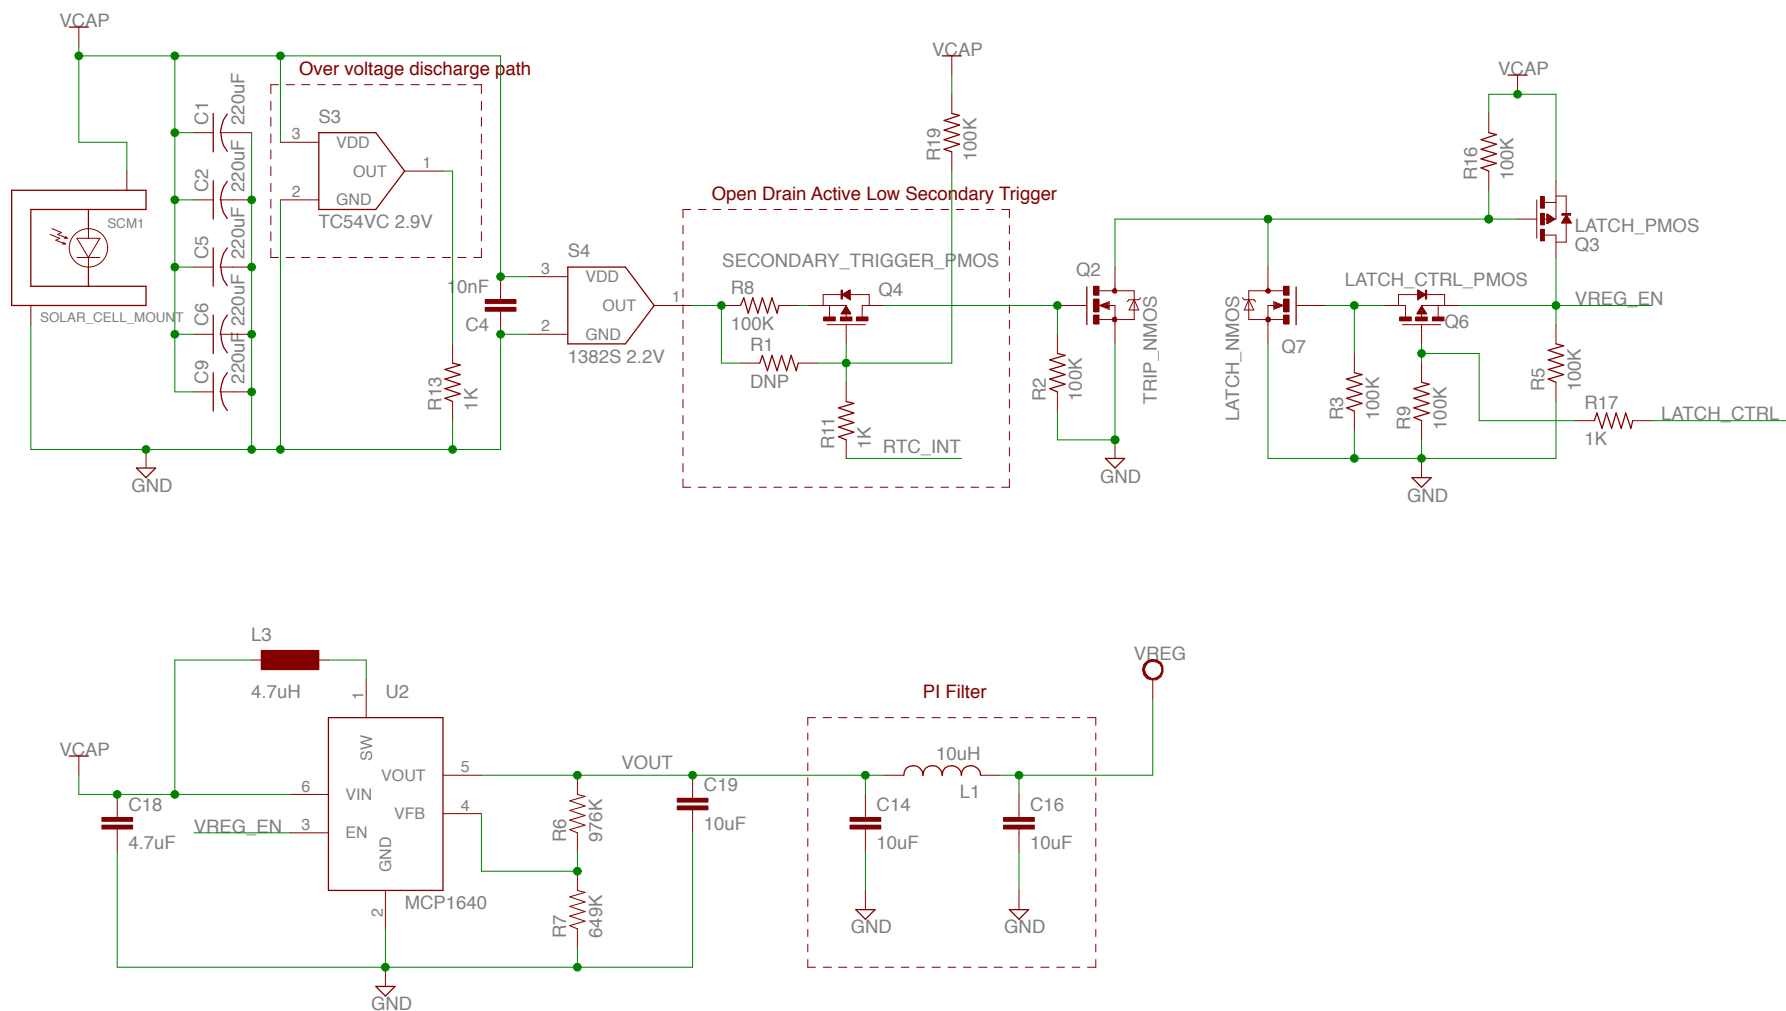 VCAP
Over voltage discharge path
C1
220uF
C2
220uF
C5
220uF
C6
220uF
C9
220uF
S3
3
VDD
OUT
1
2
GND
TC54VC 2.9V
SCM1
SOLAR_CELL_MOUNT
R13
1K
GND
10nF
C4
S4
3
VDD
OUT
1
2
GND
1382S 2.2V
VCAP
R19
100K
Open Drain Active Low Secondary Trigger
SECONDARY_TRIGGER_PMOS
R8
100K
Q4
R1
DNP
R11
1K
RTC_INT
Q2
TRIP_NMOS
R2
100K
GND
VCAP
R16
100K
LATCH_PMOS
Q3
LATCH_CTRL_PMOS
Q6
VREG_EN
LATCH_NMOS
Q7
R3
100K
R9
100K
R5
100K
R17
1K
LATCH_CTRL
GND
L3
4.7uH
1
U2
VCAP
SW
VOUT
5
6
VIN
C18
4.7uF
VREG_EN
3
EN
VFB
4
GND
2
MCP1640
GND
VOUT
R6
976K
R7
649K
C19
10uF
PI Filter
10uH
L1
C14
10uF
GND
C16
10uF
GND
VREG